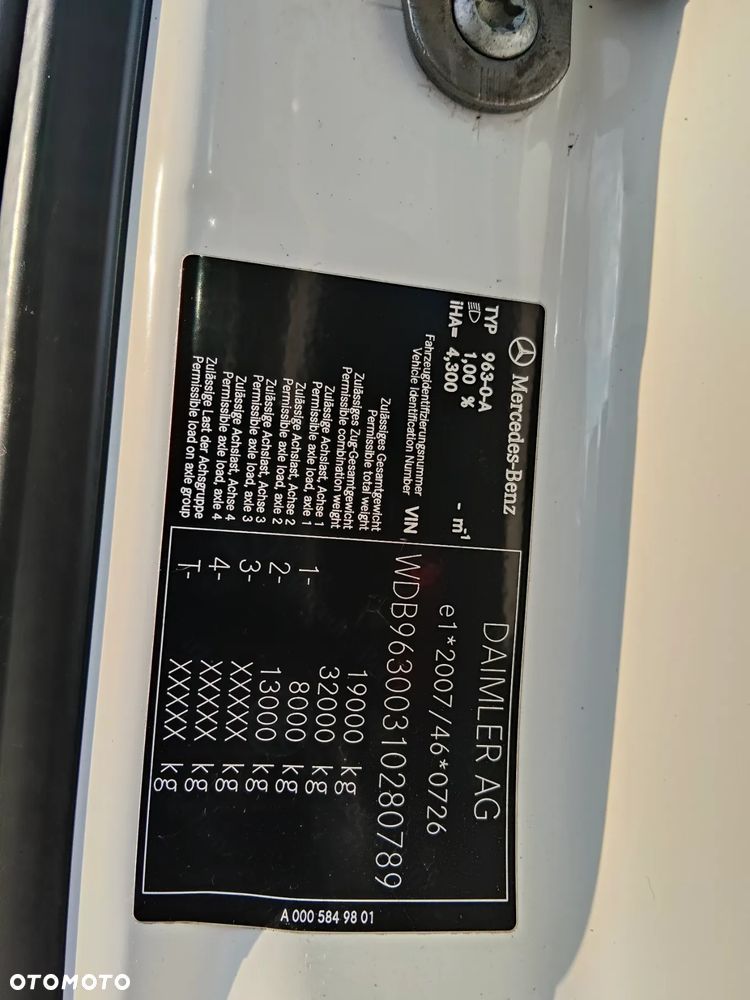 Mercedes-Benz
TYP 963-0-A
1,00 % - m⁻¹
iHA= 4,300
DAIMLER AG
e1*2007/46*0726
Fahrzeugidentifizierungsnummer
Vehicle Identification Number VIN WDB96300310280789
Zulässiges Gesamtgewicht
Permissible total weight 19000 kg
Zulässiges Zug-Gesamtgewicht
Permissible combination weight 32000 kg
Zulässige Achslast, Achse 1
Permissible axle load, axle 1 1- 8000 kg
Zulässige Achslast, Achse 2
Permissible axle load, axle 2 2- 13000 kg
Zulässige Achslast, Achse 3
Permissible axle load, axle 3 3- XXXXX kg
Zulässige Achslast, Achse 4
Permissible axle load, axle 4 4- XXXXX kg
Zulässige Last der Achsgruppe
Permissible load on axle group T- XXXXX kg
A 000 584 98 01
OTOMOTO